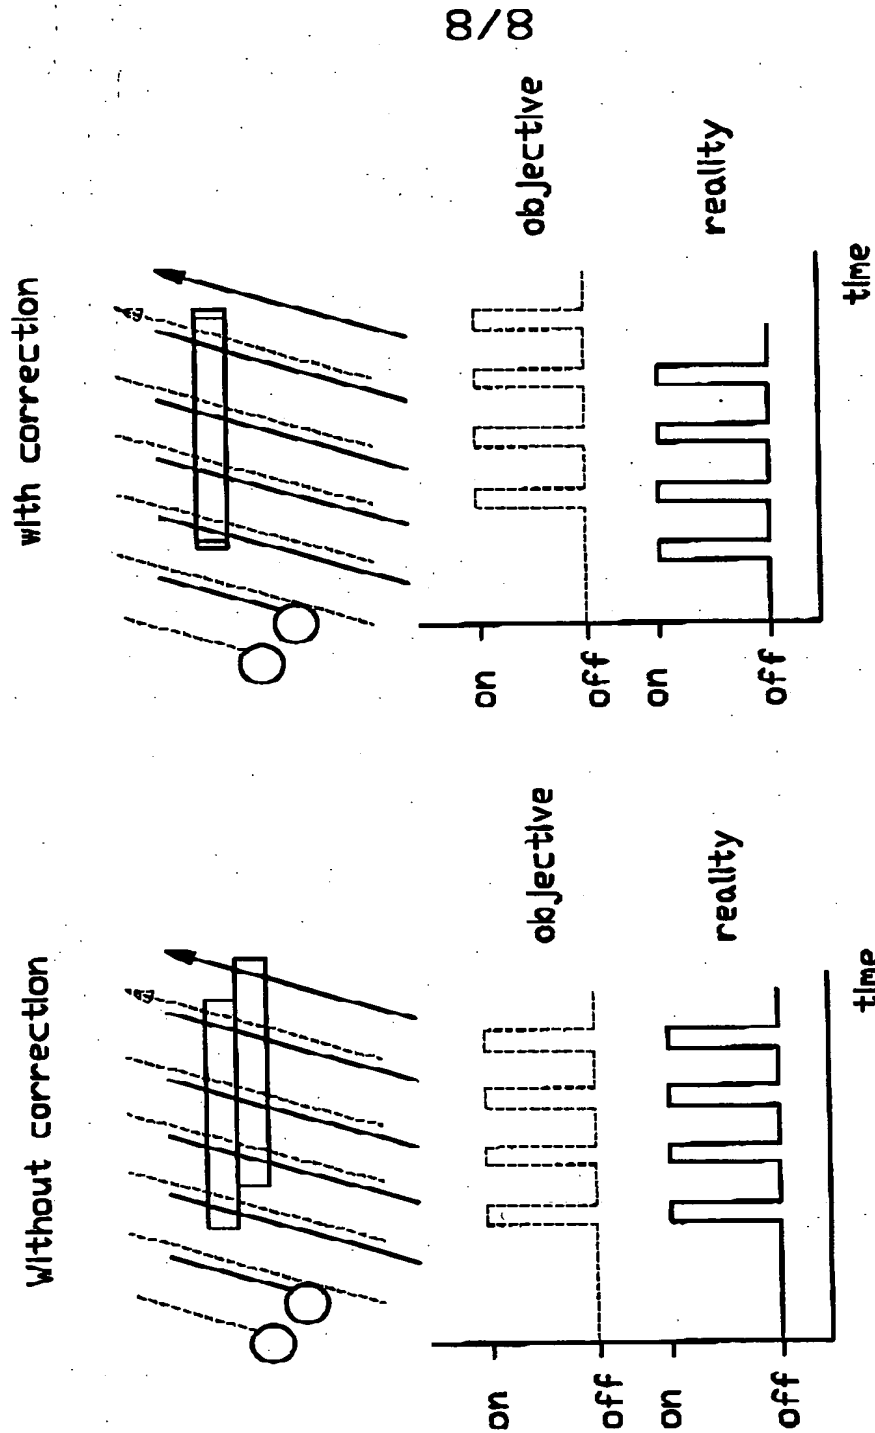 8/8
Without correction
on
off
on
off
objective
reality
time
with correction
on
off
on
off
objective
reality
time